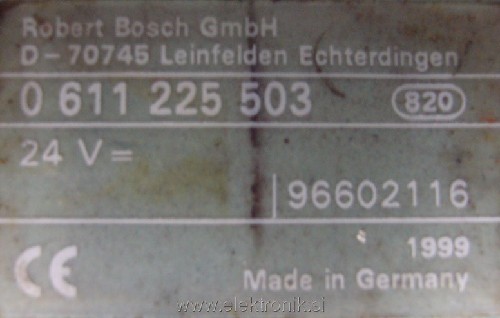 Robert Bosch GmbH
D-70745 Leinfelden Echterdingen
0 611 225 503 820
24 V=
96602116
1999
CE
Made in Germany
www.elektronik.si